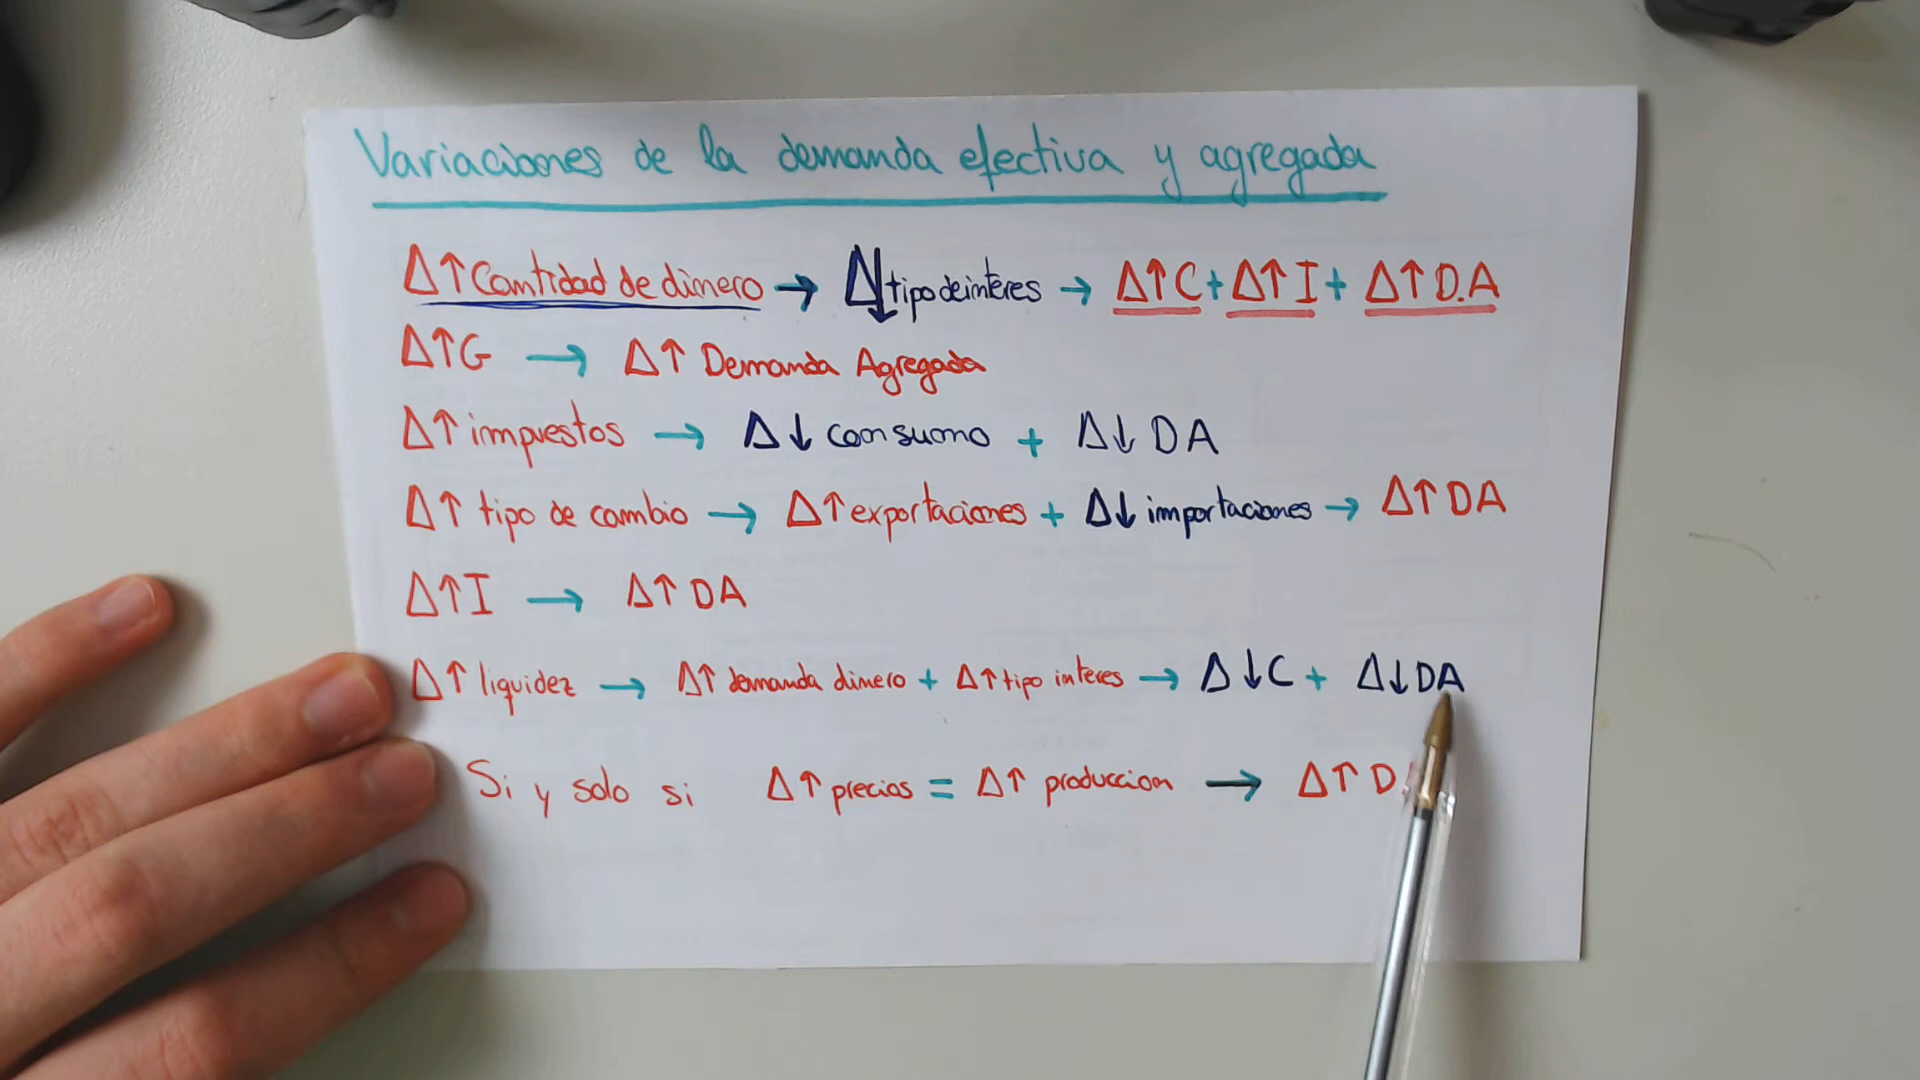 Variaciones de la demanda efectiva y agregada
Δ↑ Cantidad de dinero → Δ↓ tipo de interes → Δ↑ C + Δ↑ I + Δ↑ D.A
Δ↑ G → Δ↑ Demanda Agregada
Δ↑ impuestos → Δ↓ consumo + Δ↓ DA
Δ↑ tipo de cambio → Δ↑ exportaciones + Δ↓ importaciones → Δ↑ DA
Δ↑ I → Δ↑ DA
Δ↑ liquidez → Δ↑ demanda dinero + Δ↑ tipo interes → Δ↓ C + Δ↓ DA
Si y solo si Δ↑ precios = Δ↑ produccion → Δ↑ D